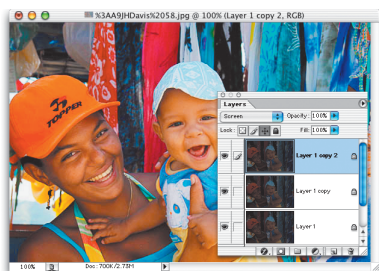 %3AA9JHDavis%2058.jpg @ 100% (Layer 1 copy 2, RGB)
TOPPER
Layers
Screen Opacity: 100%
Lock: Fill: 100%
Layer 1 copy 2
Layer 1 copy
Layer 1
100% Doc: 700K/2.73M